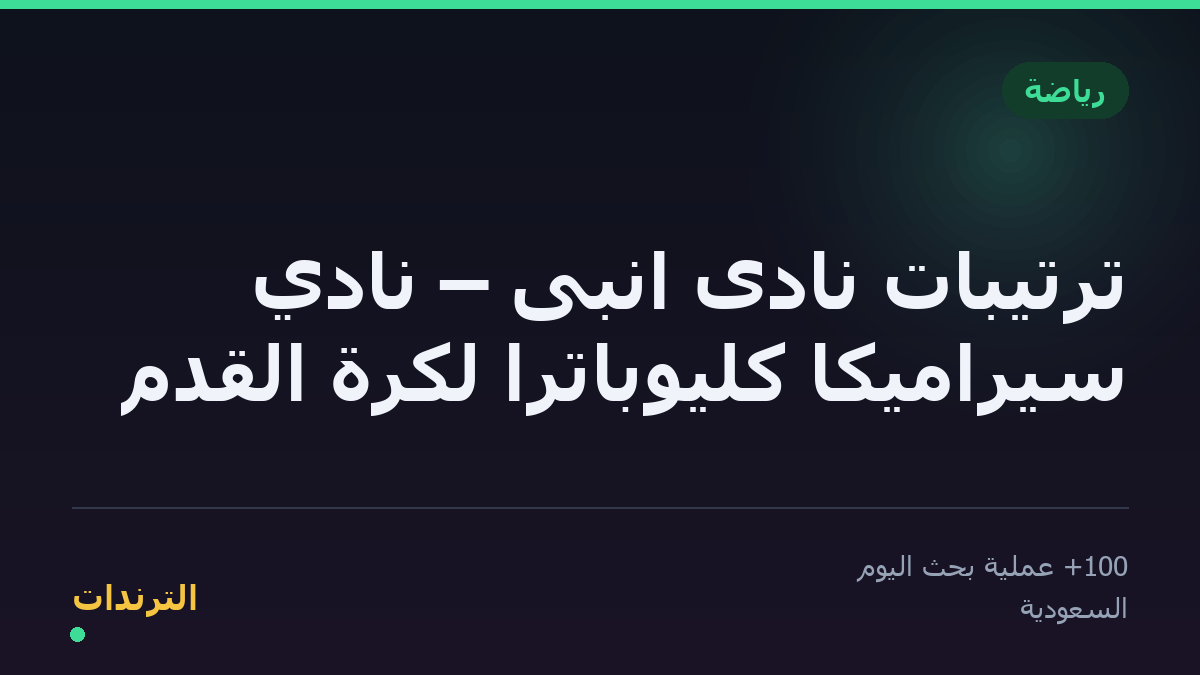 رياضة
ترتيبات نادى انبى – نادي
سيراميكا كليوباترا لكرة القدم
100+ عملية بحث اليوم
السعودية
الترندات